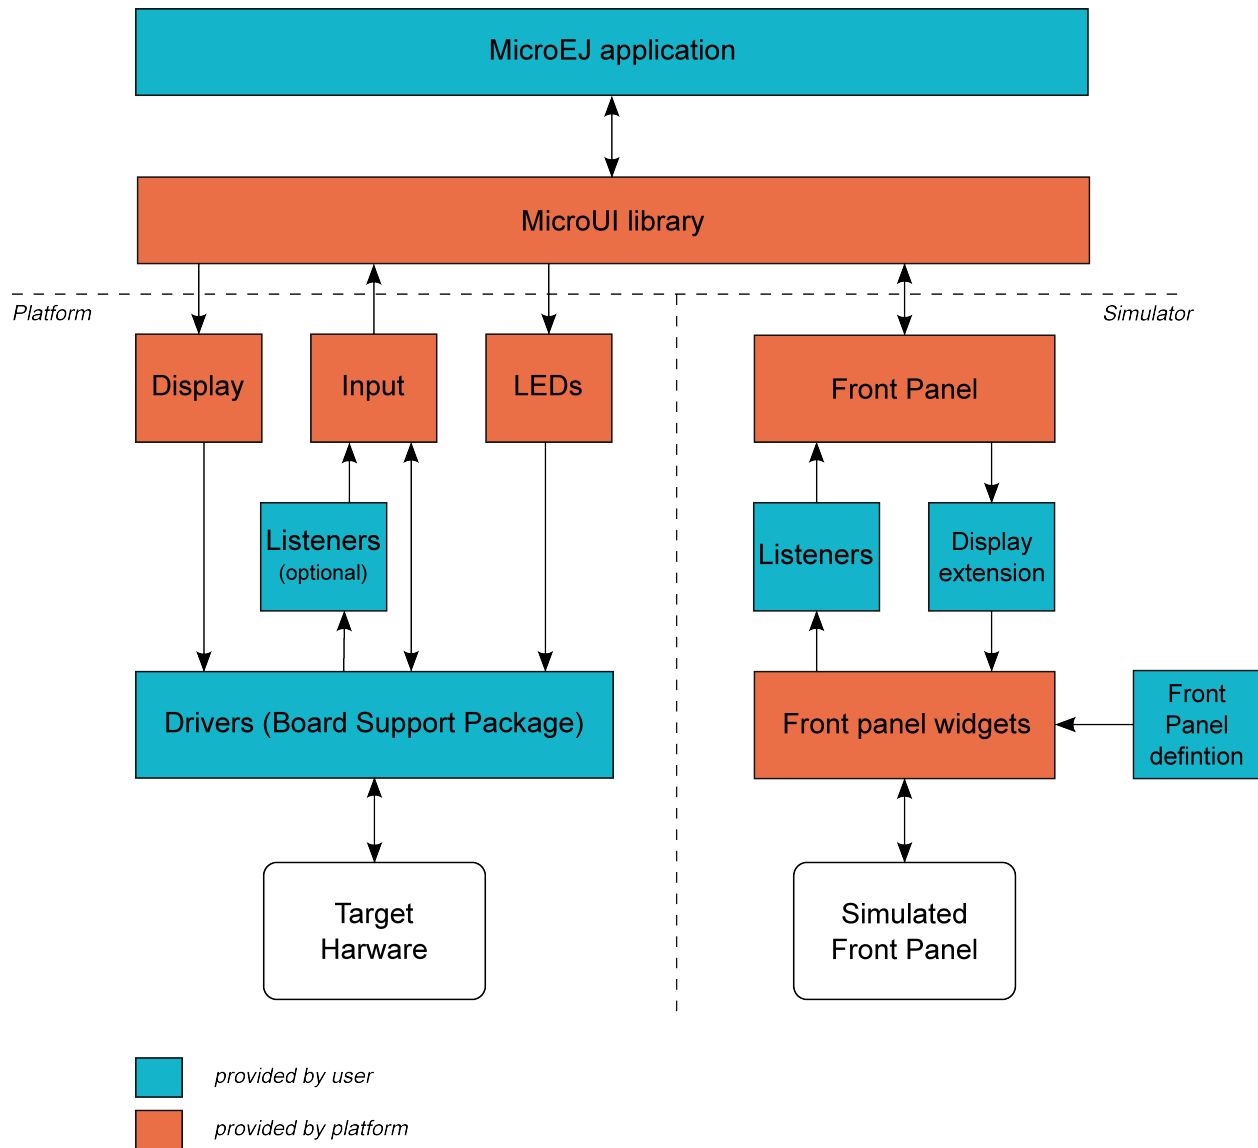 MicroEJ application
MicroUI library
Platform
Simulator
Display
Input
LEDs
Front Panel
Listeners
(optional)
Listeners
Display
extension
Drivers (Board Support Package)
Front panel widgets
Front
Panel
defintion
Target
Harware
Simulated
Front Panel
provided by user
provided by platform